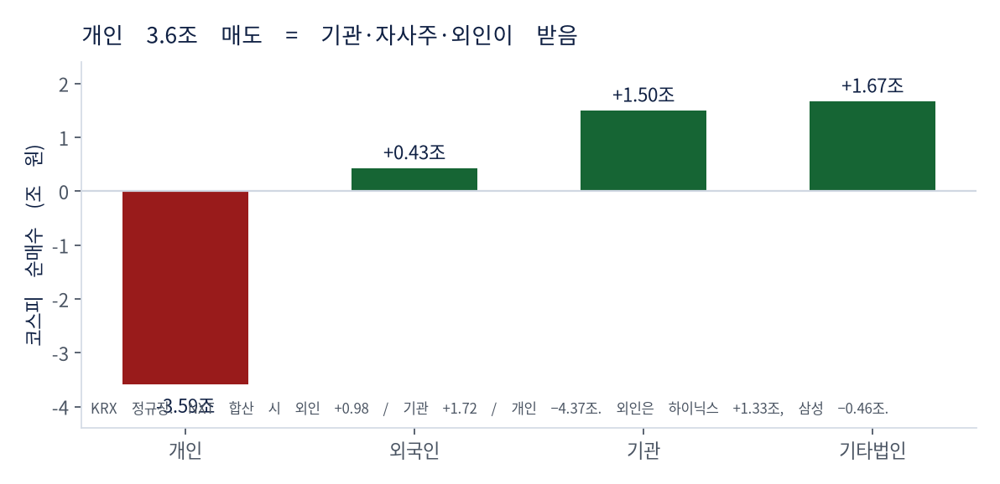 개인 3.6조 매도 = 기관·자사주·외인이 받음
코스피 순매수 (조 원)
2
1
0
-1
-2
-3
-4
+0.43조
+1.50조
+1.67조
-3.59조
KRX 정규장. NXT 합산 시 외인 +0.98 / 기관 +1.72 / 개인 −4.37조. 외인은 하이닉스 +1.33조, 삼성 −0.46조.
개인
외국인
기관
기타법인